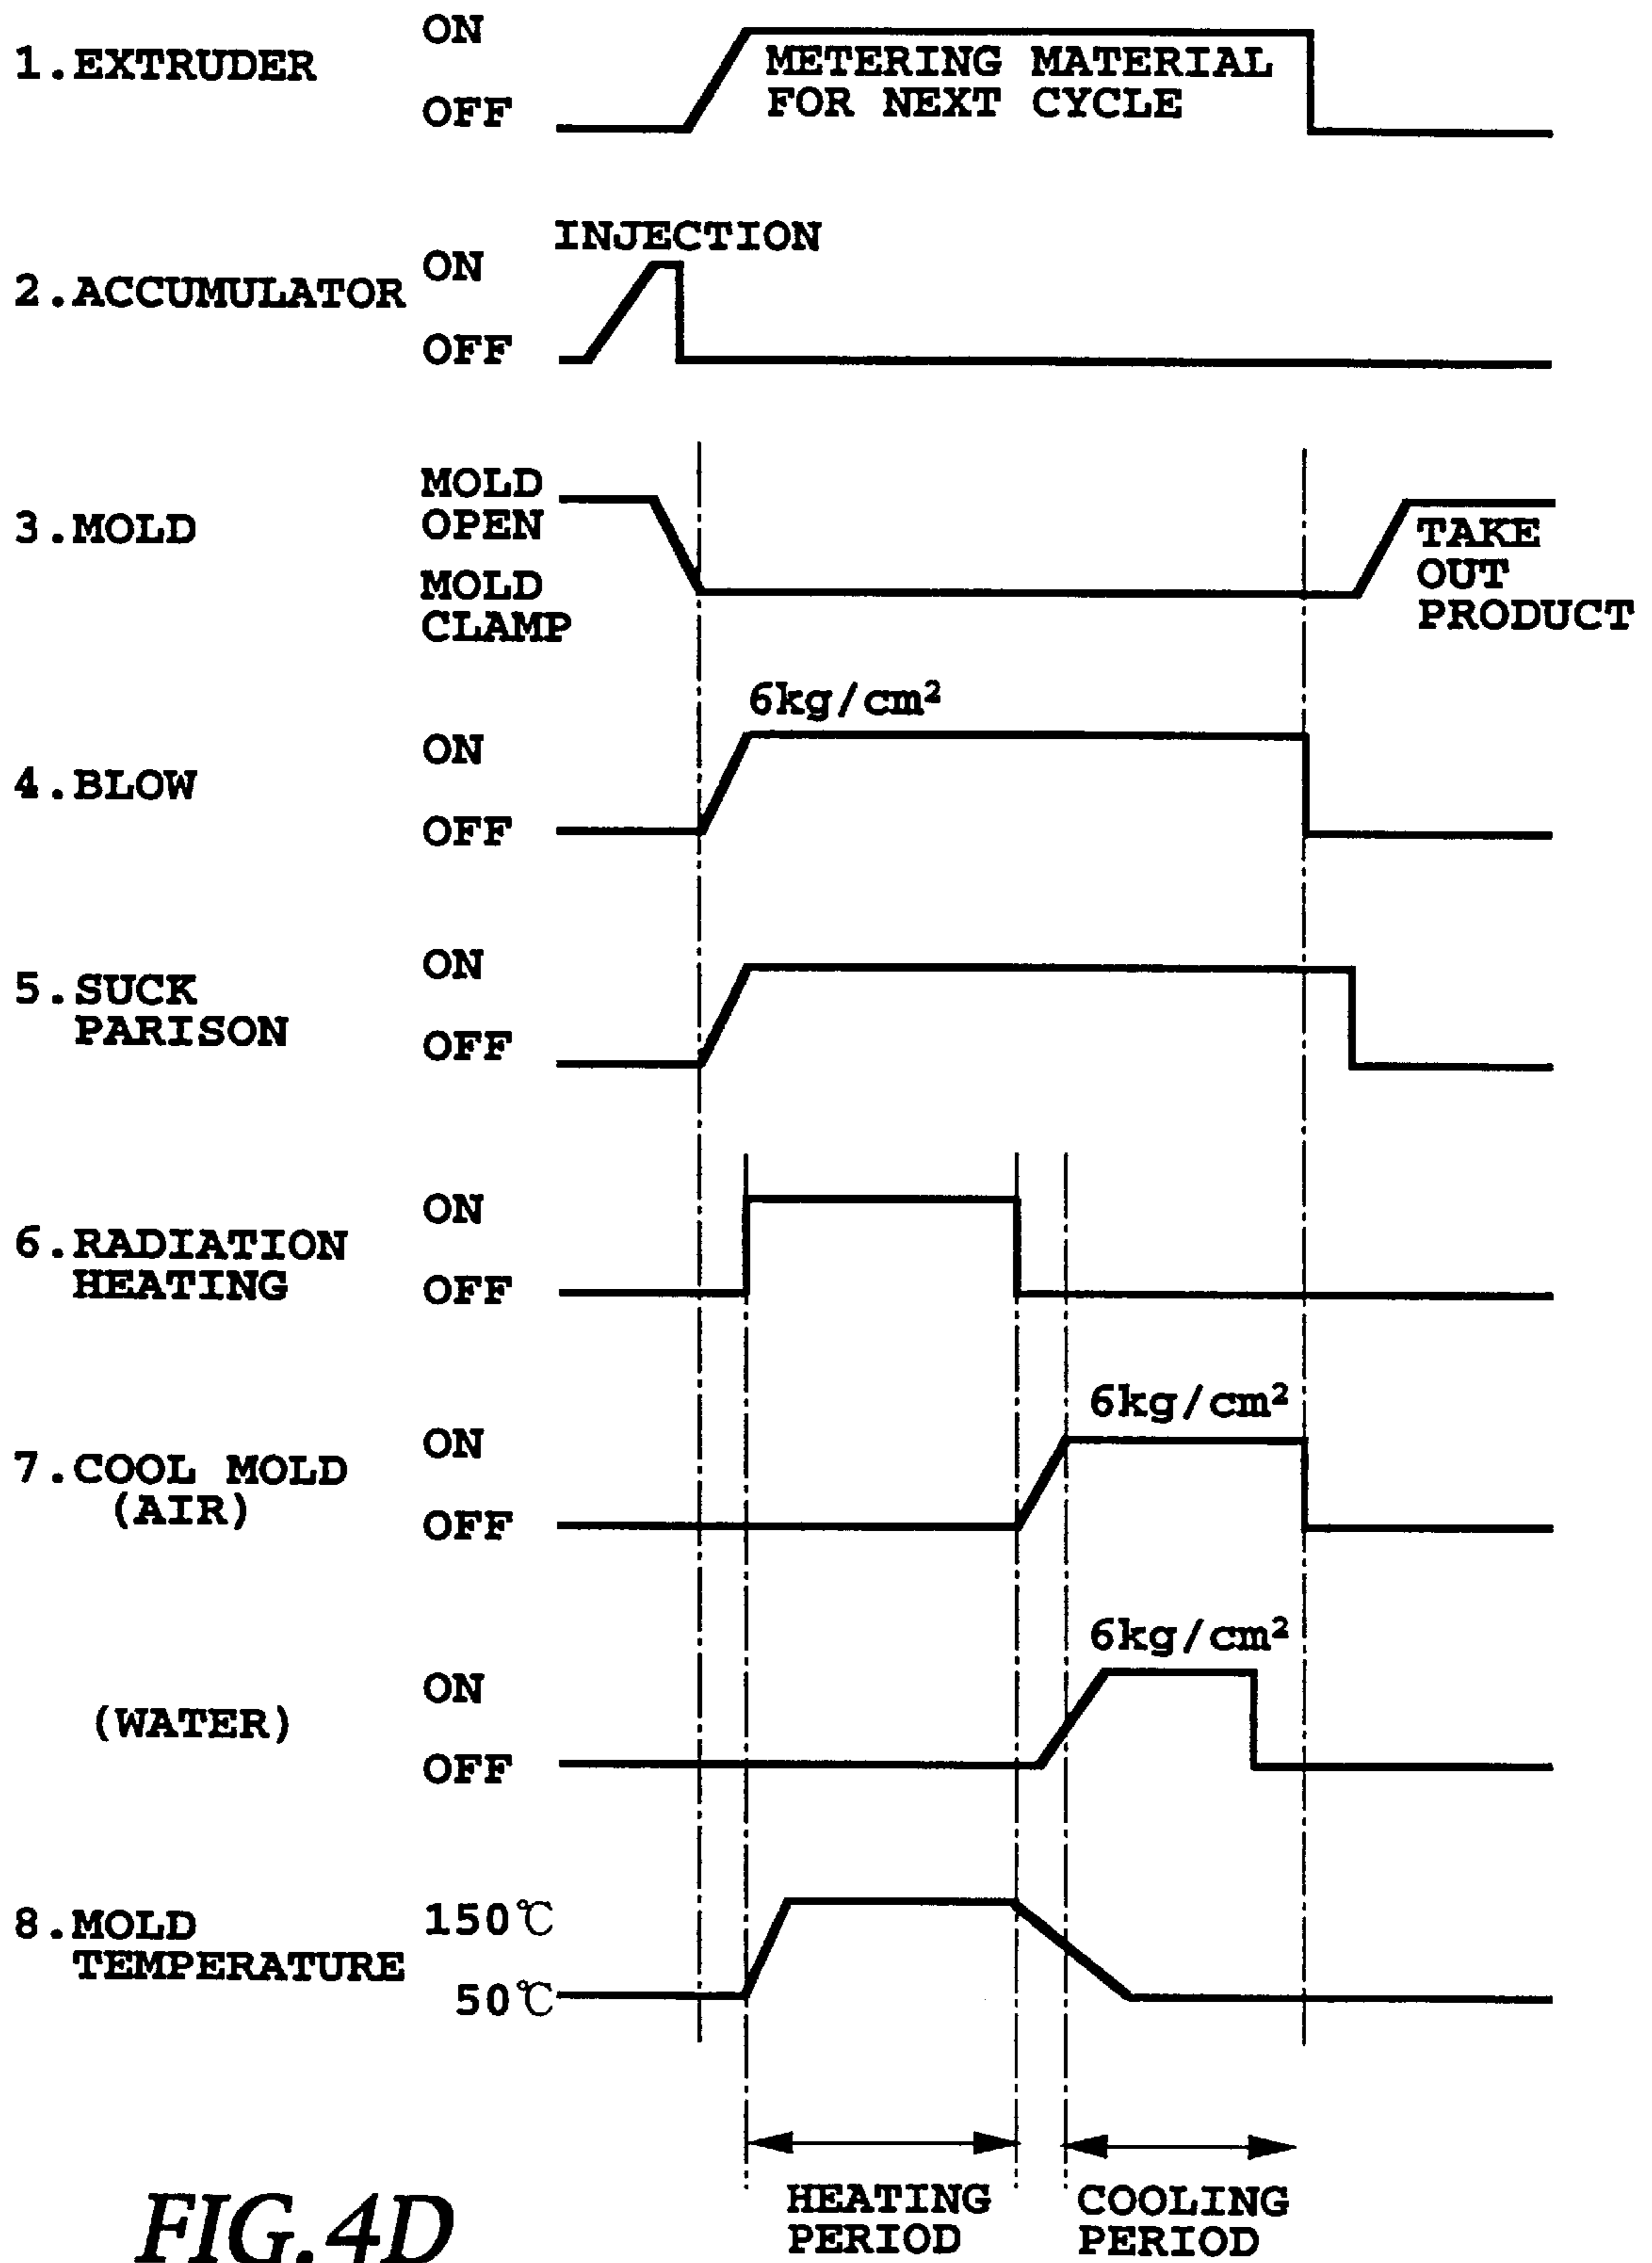 ON
1.EXTRUDER
METERING MATERIAL
FOR NEXT CYCLE
OFF
INJECTION
ON
2.ACCUMULATOR
OFF
MOLD
OPEN
3.MOLD
TAKE
OUT
PRODUCT
MOLD
CLAMP
6kg/cm²
ON
4.BLOW
OFF
ON
5.SUCK
PARISON
OFF
ON
6.RADIATION
HEATING
OFF
6kg/cm²
ON
7.COOL MOLD
(AIR)
OFF
6kg/cm²
ON
(WATER)
OFF
8.MOLD
TEMPERATURE
150℃
50℃
HEATING
PERIOD
COOLING
PERIOD
FIG.4D